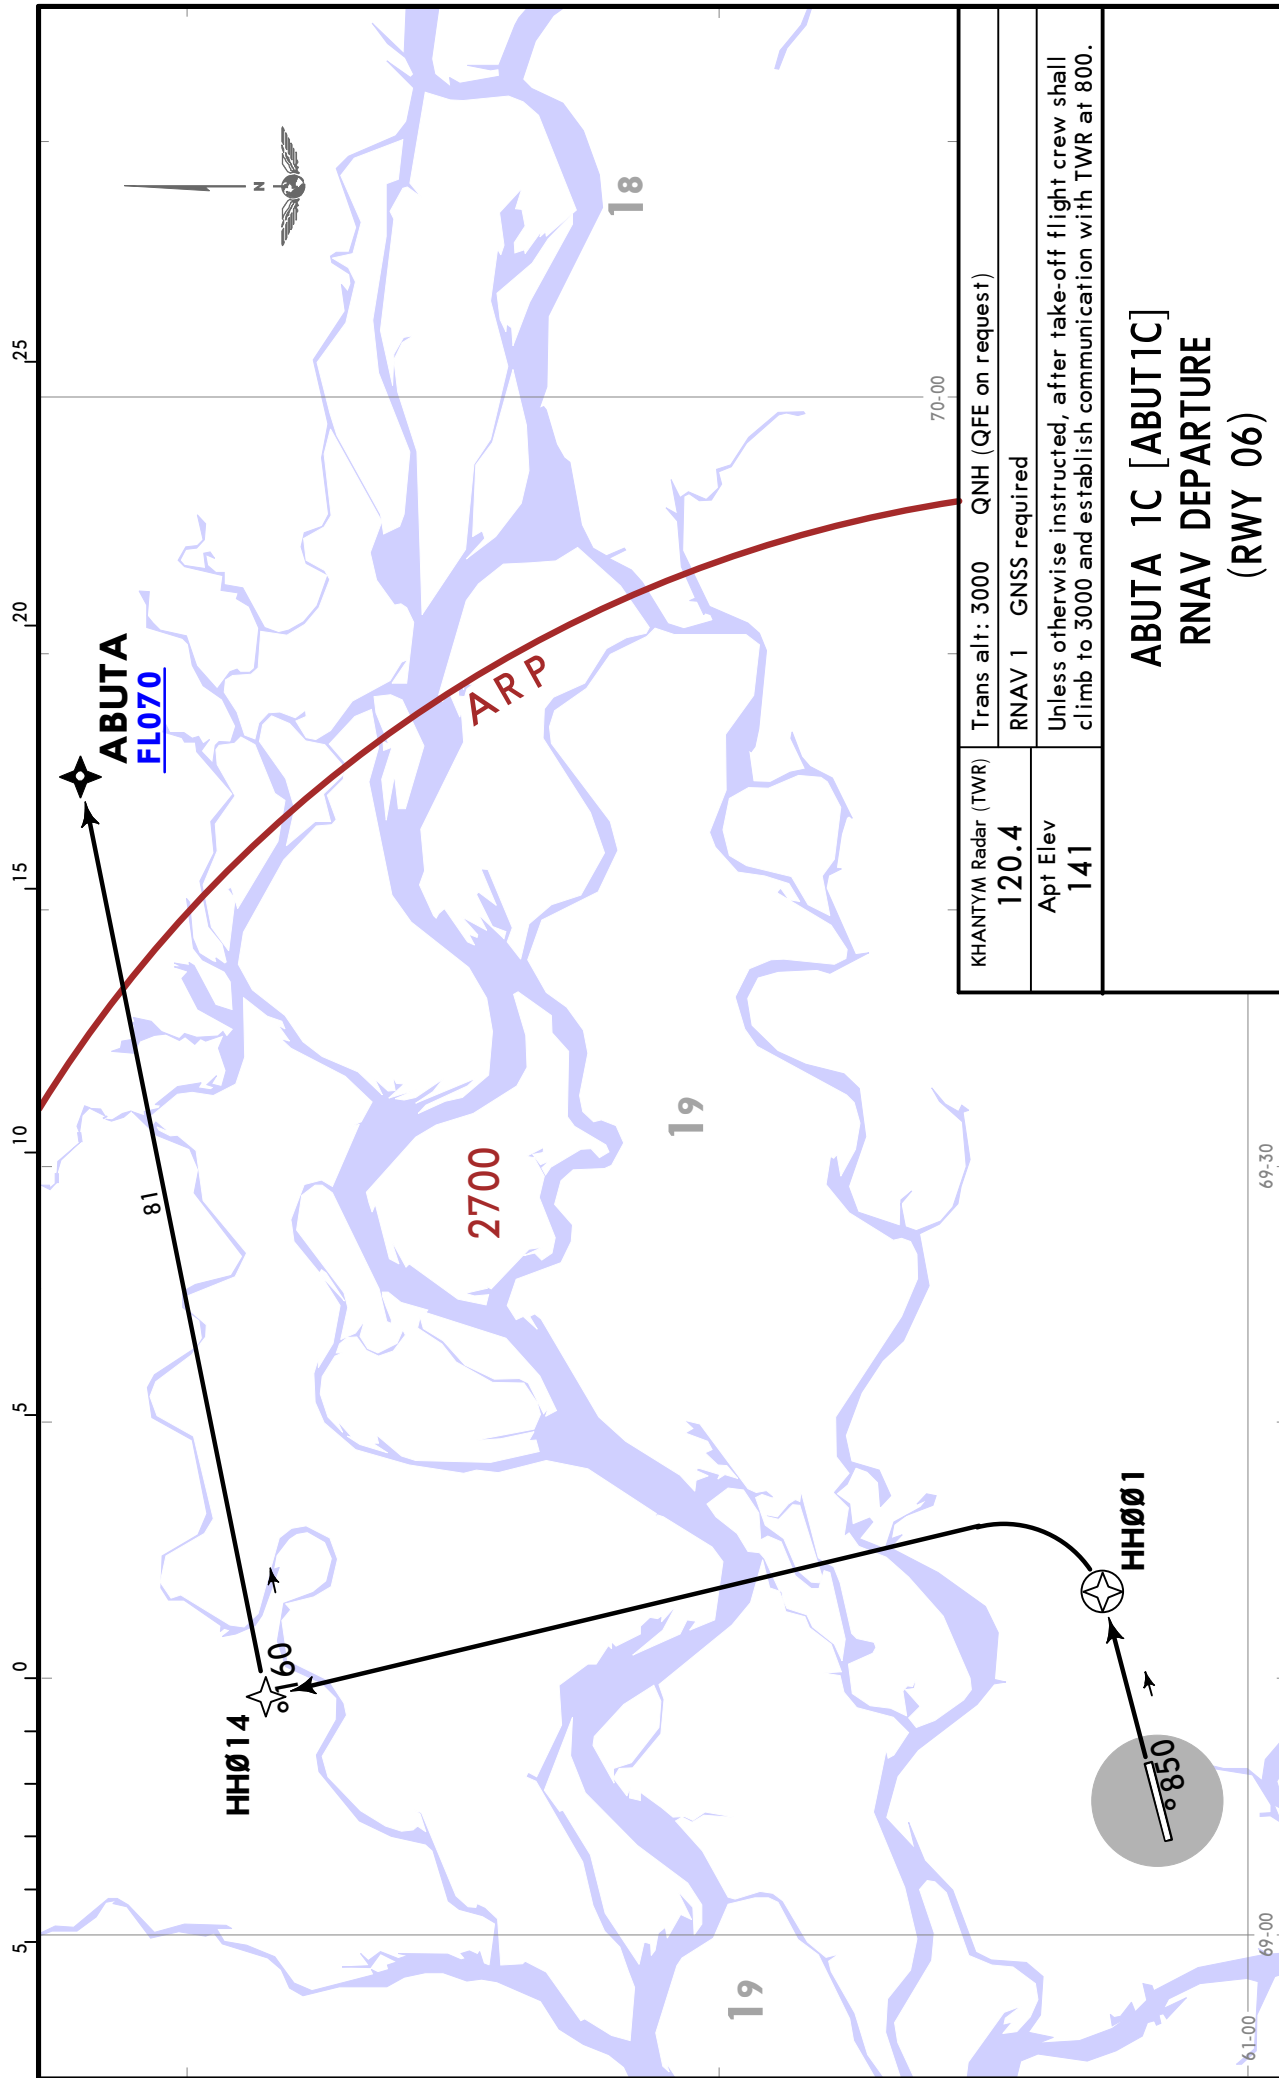 5 0 5 10 15 20 25
ABUTA
FL070
18
HHØ14
061°
ARP
2700
18
19
19
HHØØ1
058°
70-00
69-30
69-00
61-00
N
KHANTYM Radar (TWR)
120.4
Apt Elev
141
Trans alt: 3000 QNH (QFE on request)
RNAV 1 GNSS required
Unless otherwise instructed, after take-off flight crew shall
climb to 3000 and establish communication with TWR at 800.
ABUTA 1C [ABUT1C]
RNAV DEPARTURE
(RWY 06)